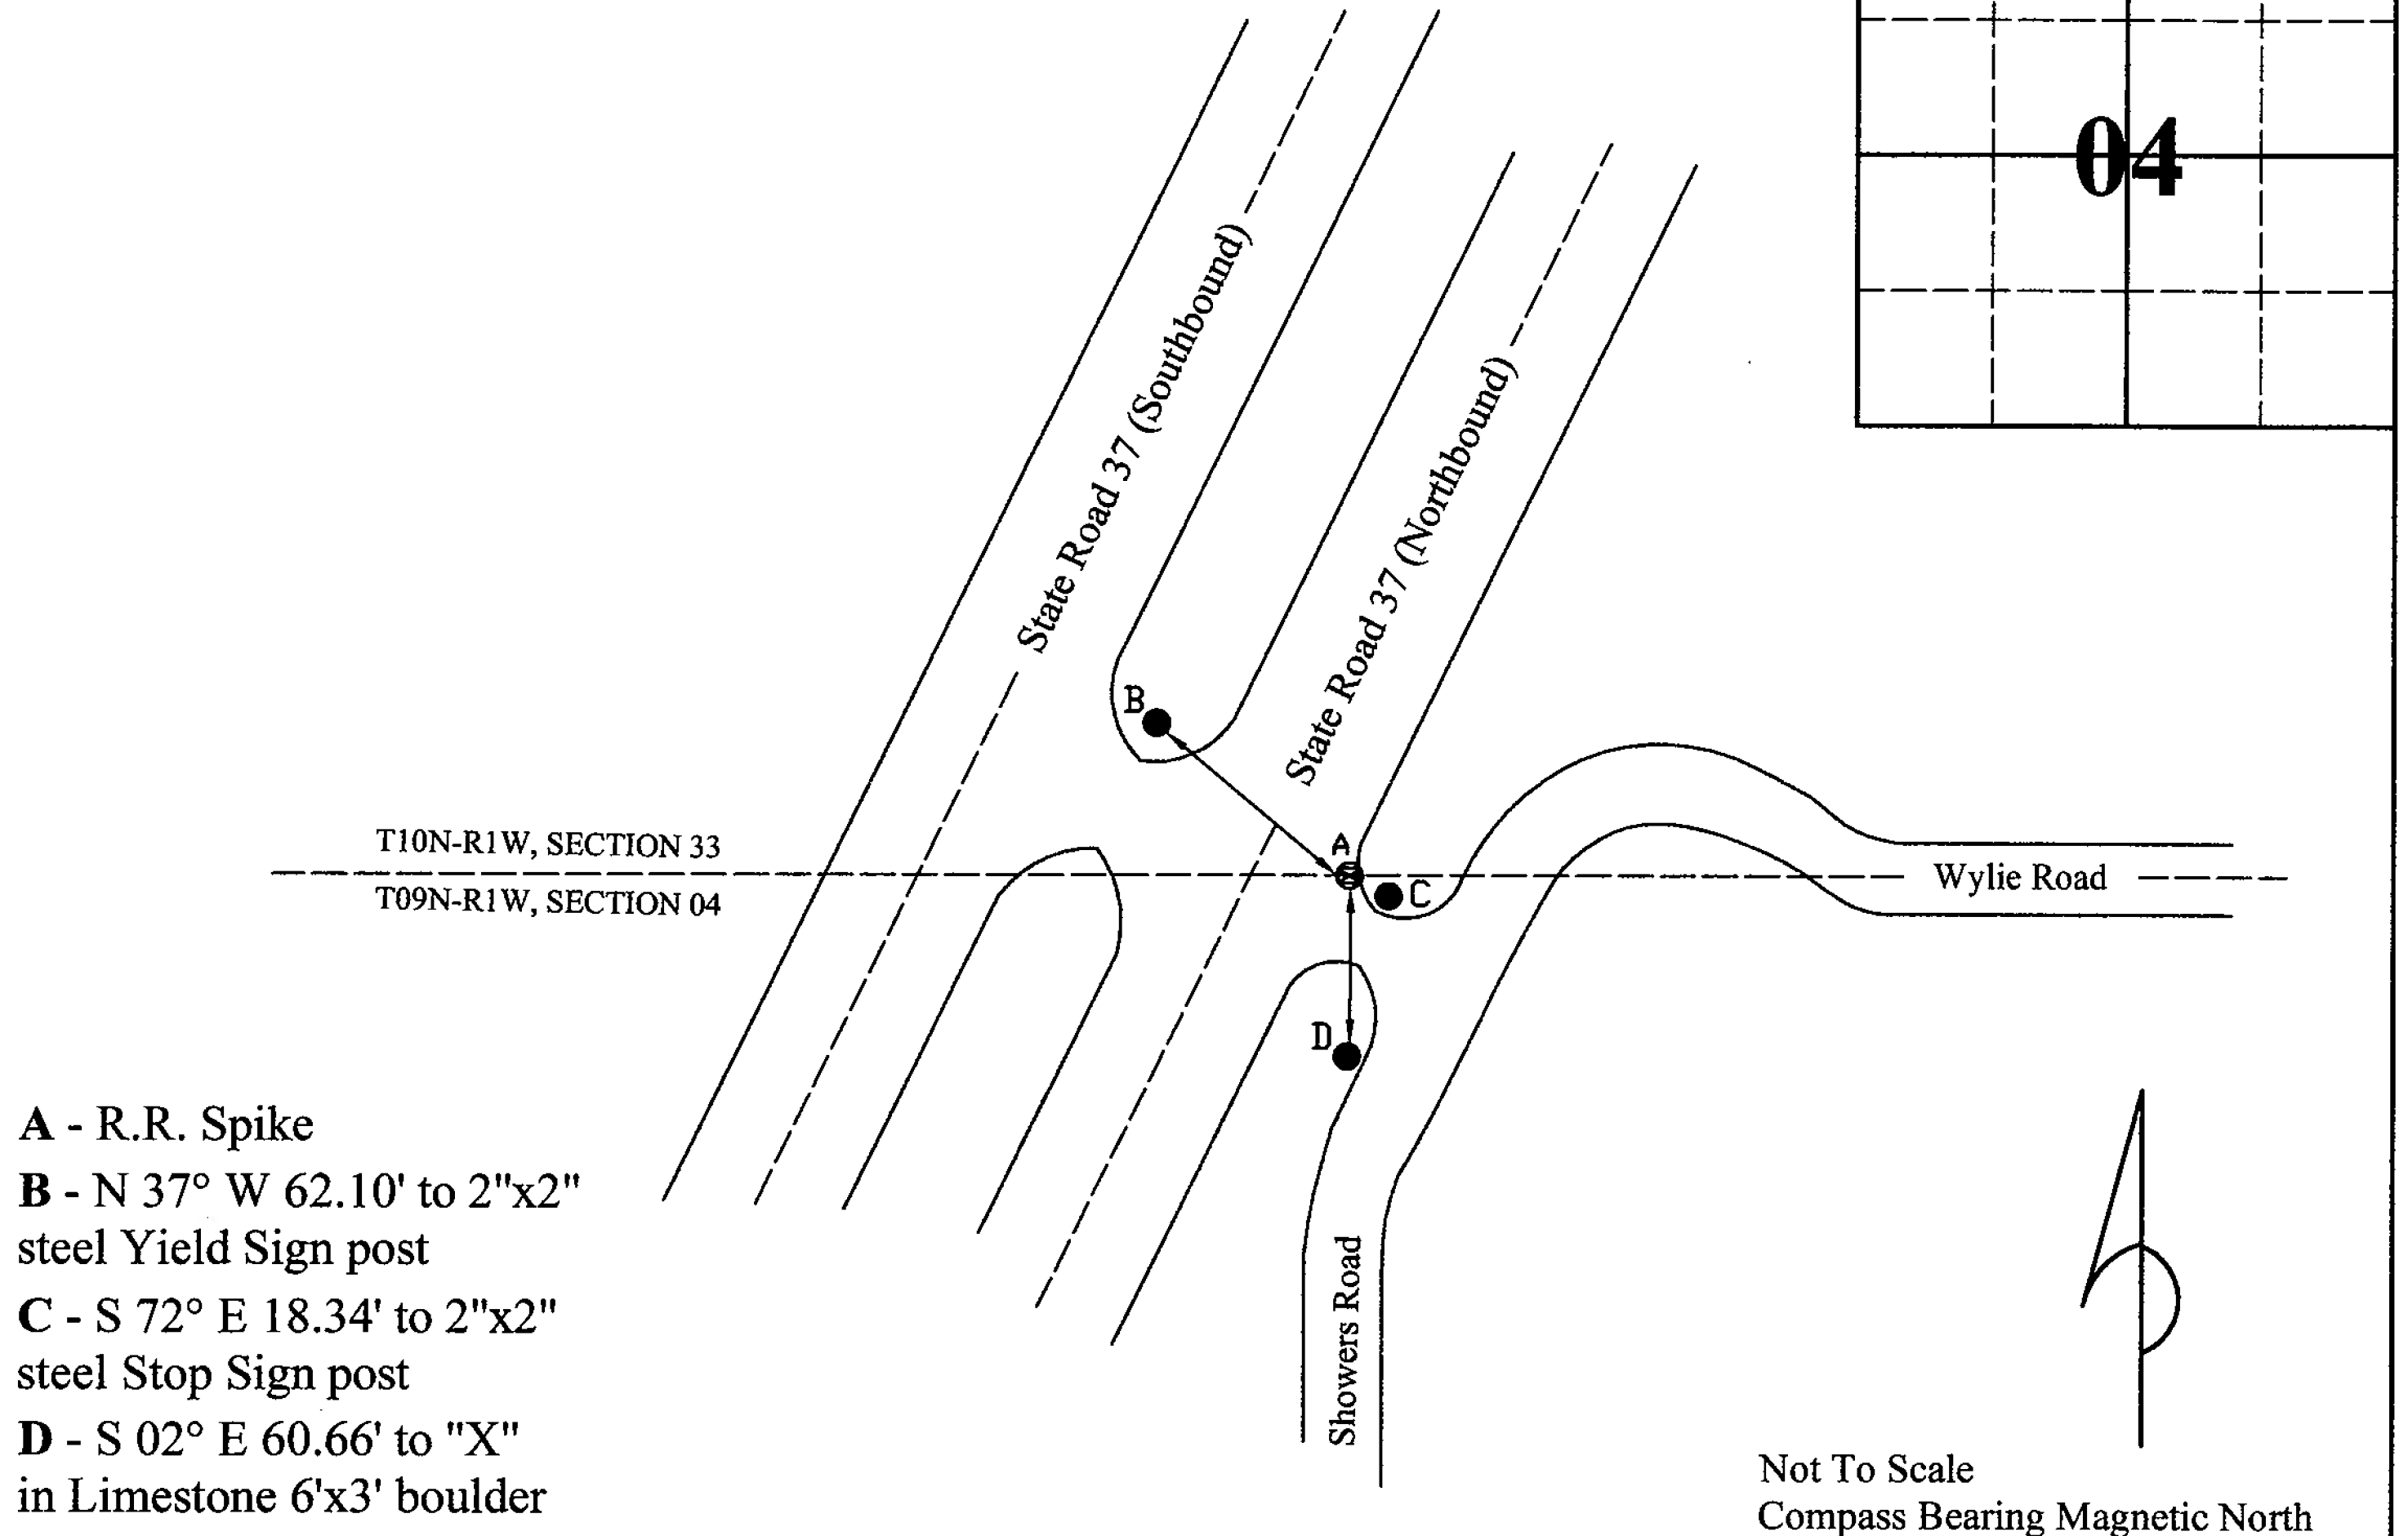 04
State Road 37 (Southbound)
State Road 37 (Northbound)
B
A
C
D
T10N-R1W, SECTION 33
T09N-R1W, SECTION 04
Wylie Road
Showers Road
A - R.R. Spike
B - N 37° W 62.10' to 2"x2"
steel Yield Sign post
C - S 72° E 18.34' to 2"x2"
steel Stop Sign post
D - S 02° E 60.66' to "X"
in Limestone 6'x3' boulder
Not To Scale
Compass Bearing Magnetic North